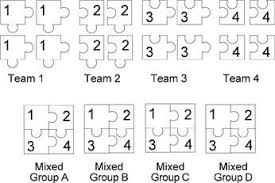 1 1 2 2 3 3 4 4
1 1 2 2 3 3 4 4
Team 1 Team 2 Team 3 Team 4
1 2 1 2 1 2 1 2
3 4 3 4 3 4 3 4
Mixed Mixed Mixed Mixed
Group A Group B Group C Group D